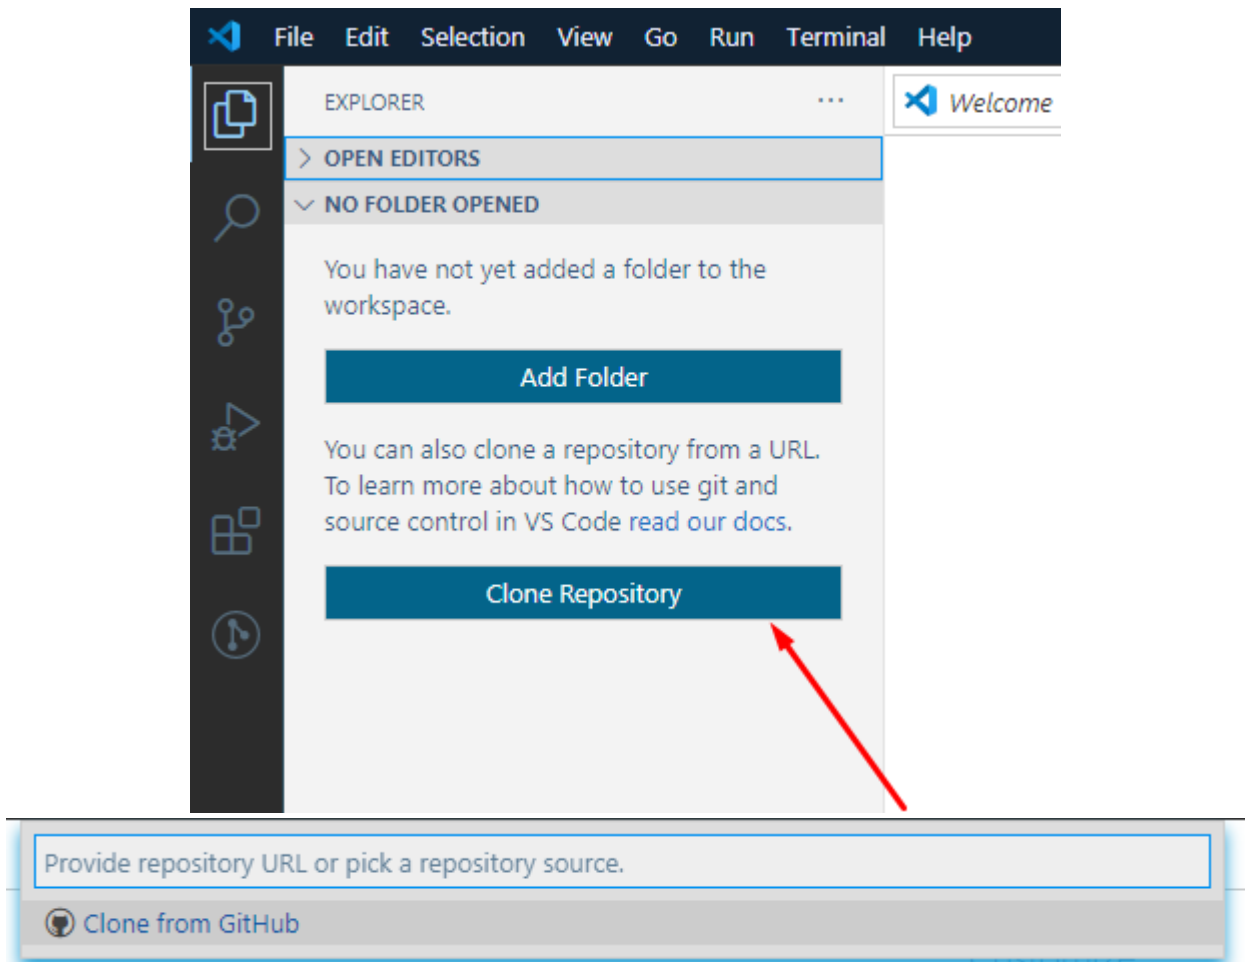 File Edit Selection View Go Run Terminal Help
EXPLORER
Welcome
OPEN EDITORS
NO FOLDER OPENED
You have not yet added a folder to the
workspace.
Add Folder
You can also clone a repository from a URL.
To learn more about how to use git and
source control in VS Code read our docs.
Clone Repository
Provide repository URL or pick a repository source.
Clone from GitHub